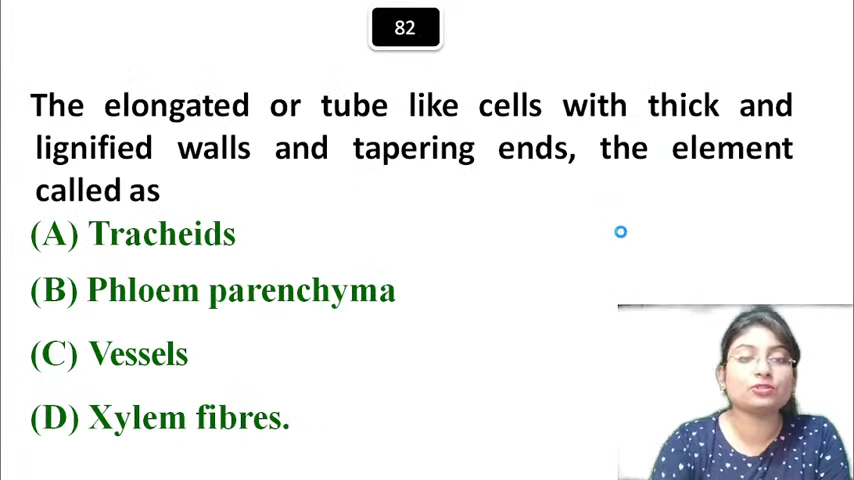 82
The elongated or tube like cells with thick and
lignified walls and tapering ends, the element
called as
(A) Tracheids
(B) Phloem parenchyma
(C) Vessels
(D) Xylem fibres.